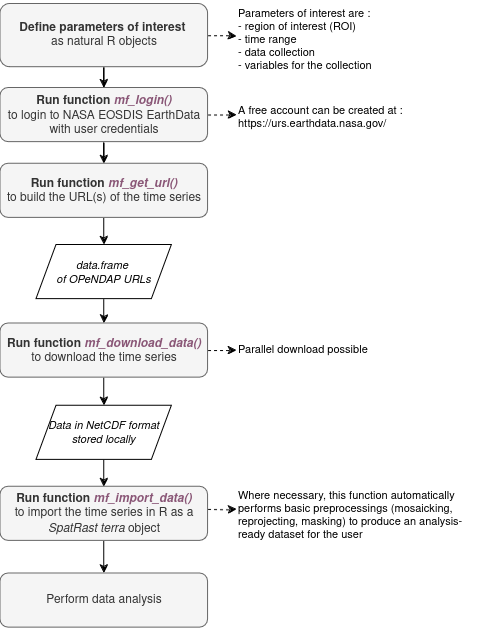 Define parameters of interest
as natural R objects
Parameters of interest are :
- region of interest (ROI)
- time range
- data collection
- variables for the collection
Run function mf_login()
to login to NASA EOSDIS EarthData
with user credentials
A free account can be created at :
https://urs.earthdata.nasa.gov/
Run function mf_get_url()
to build the URL(s) of the time series
data.frame
of OPeNDAP URLs
Run function mf_download_data()
to download the time series
Parallel download possible
Data in NetCDF format
stored locally
Run function mf_import_data()
to import the time series in R as a
SpatRast terra object
Where necessary, this function automatically
performs basic preprocessings (mosaicking,
reprojecting, masking) to produce an analysis-
ready dataset for the user
Perform data analysis